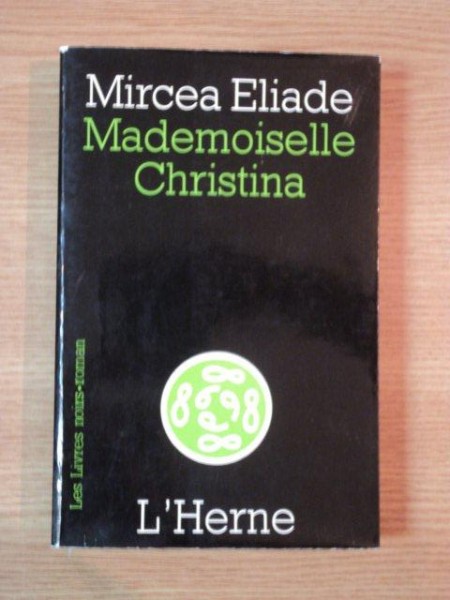 Mircea Eliade
Mademoiselle
Christina
Les Livres noirs-roman
L'Herne